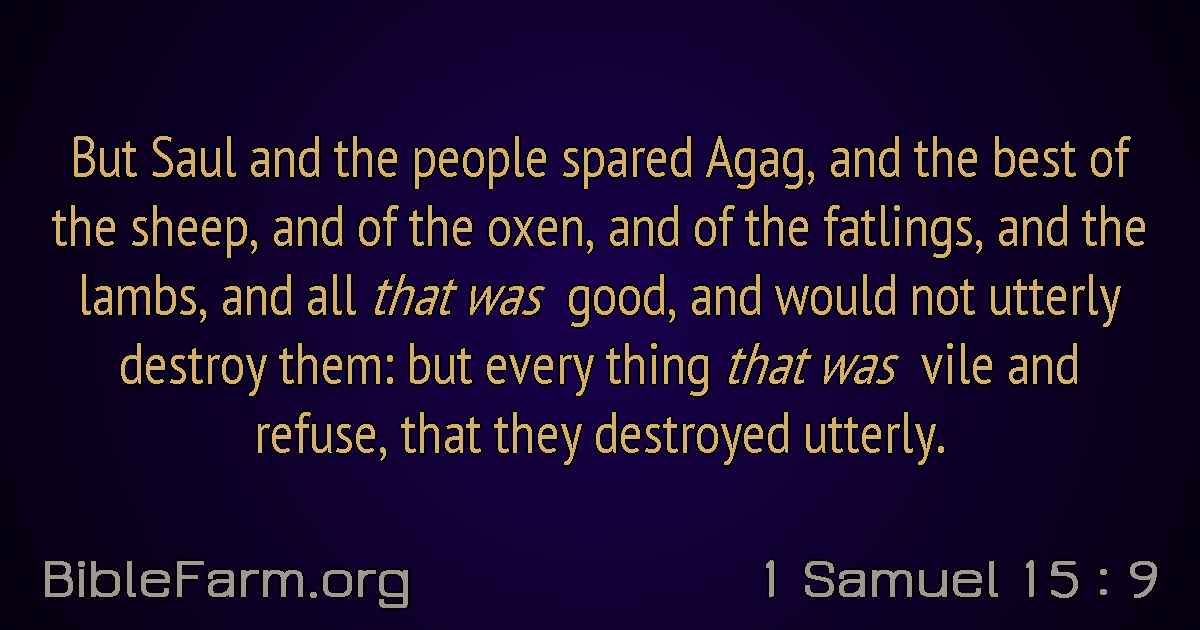 But Saul and the people spared Agag, and the best of
the sheep, and of the oxen, and of the fatlings, and the
lambs, and all that was good, and would not utterly
destroy them: but every thing that was vile and
refuse, that they destroyed utterly.
BibleFarm.org
1 Samuel 15 : 9